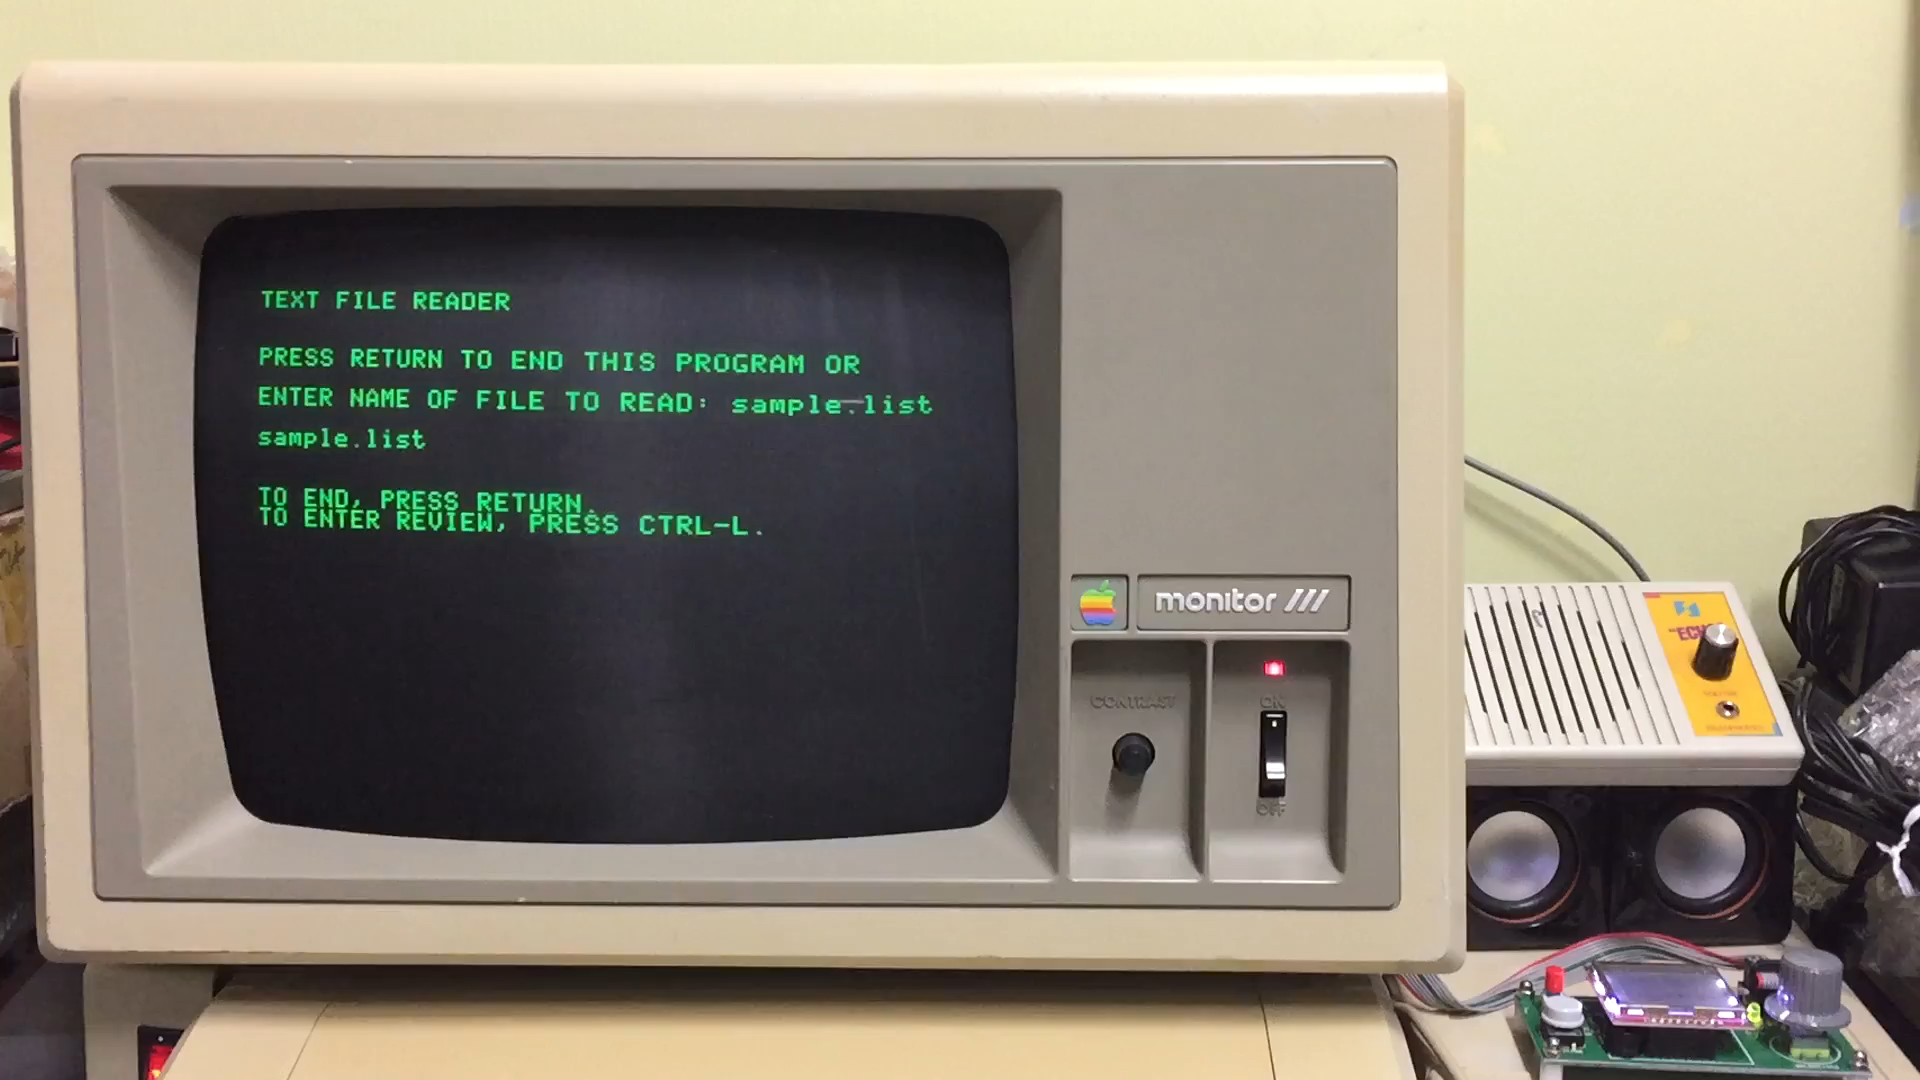 TEXT FILE READER
PRESS RETURN TO END THIS PROGRAM OR
ENTER NAME OF FILE TO READ: sample.list
sample.list
TO END, PRESS RETURN.
TO ENTER REVIEW, PRESS CTRL-L.
monitor ///
CONTRAST
ON
OFF